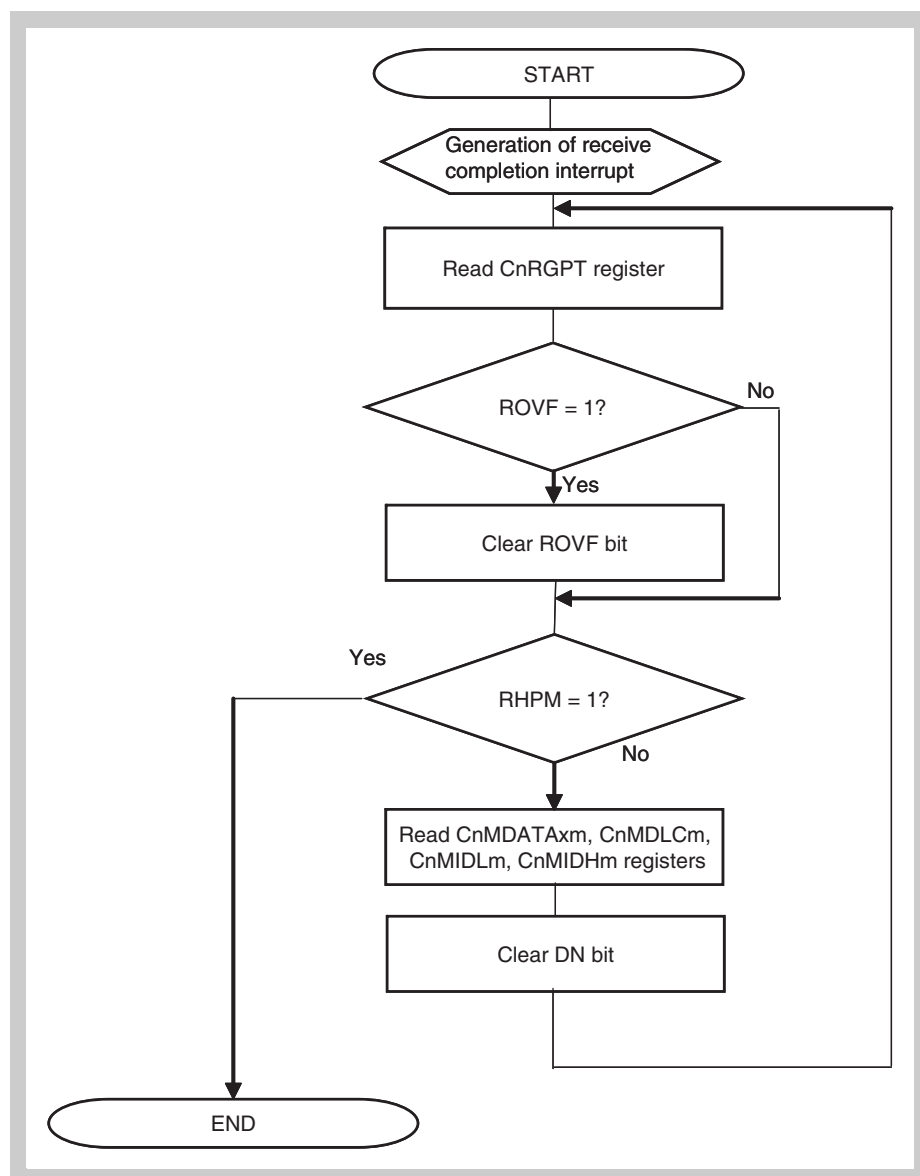 START
Generation of receive
completion interrupt
Read CnRGPT register
ROVF = 1?
No
Yes
Clear ROVF bit
Yes
RHPM = 1?
No
Read CnMDATAxm, CnMDLCm,
CnMIDLm, CnMIDHm registers
Clear DN bit
END